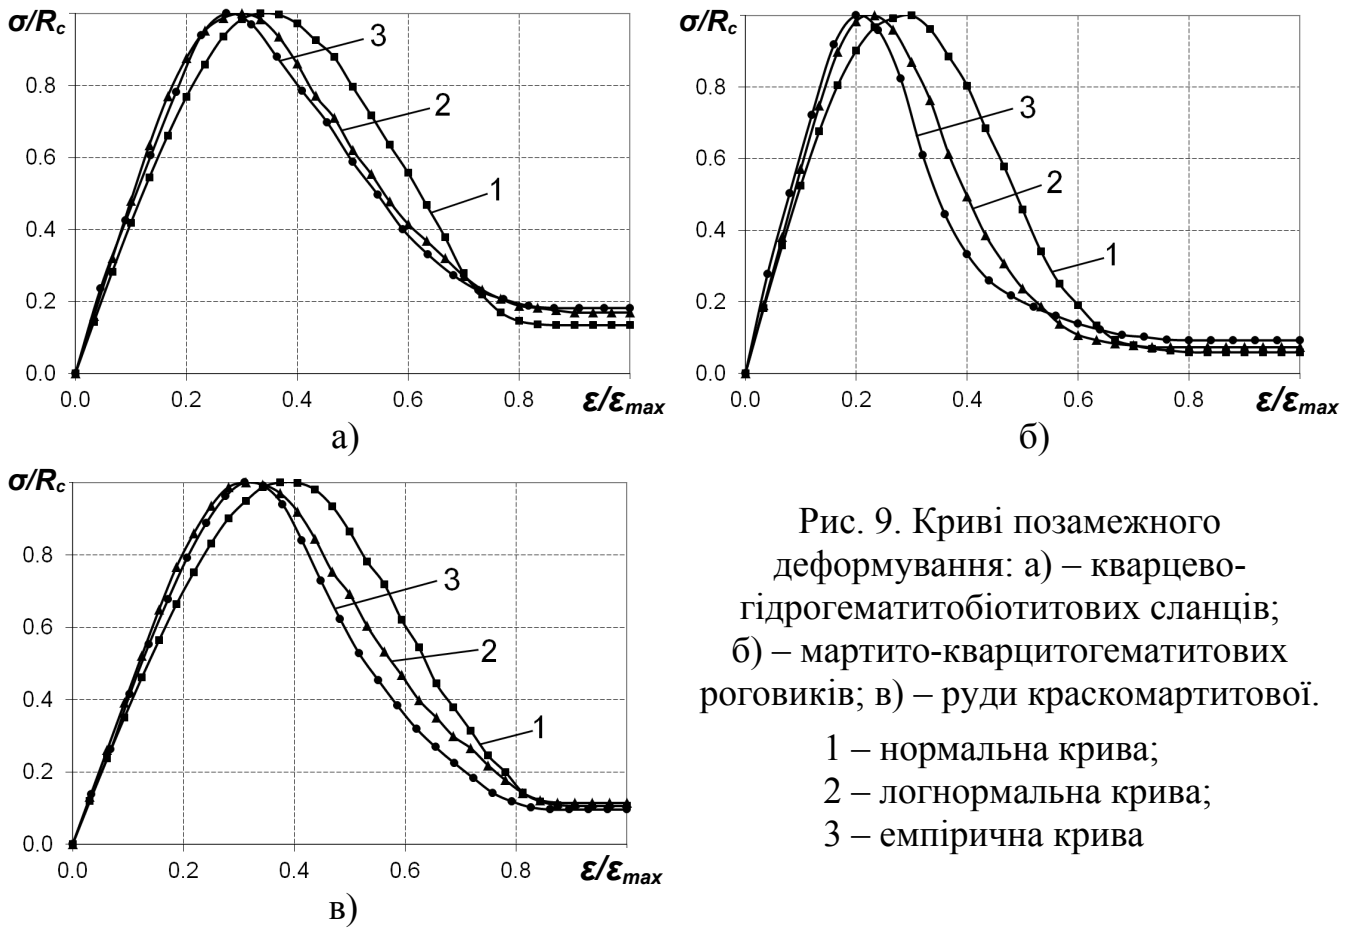 σ/Rc
0.8
0.6
0.4
0.2
0.0
0.0 0.2 0.4 0.6 0.8
ε/εmax
3
2
1
а)
σ/Rc
0.8
0.6
0.4
0.2
0.0
0.0 0.2 0.4 0.6 0.8
ε/εmax
3
2
1
б)
σ/Rc
0.8
0.6
0.4
0.2
0.0
0.0 0.2 0.4 0.6 0.8
ε/εmax
3
2
1
в)
Рис. 9. Криві позамежного
деформування: а) – кварцево-
гідрогематитобіотитових сланців;
б) – мартито-кварцитогематитових
роговиків; в) – руди краскомартитової.
1 – нормальна крива;
2 – логнормальна крива;
3 – емпірична крива